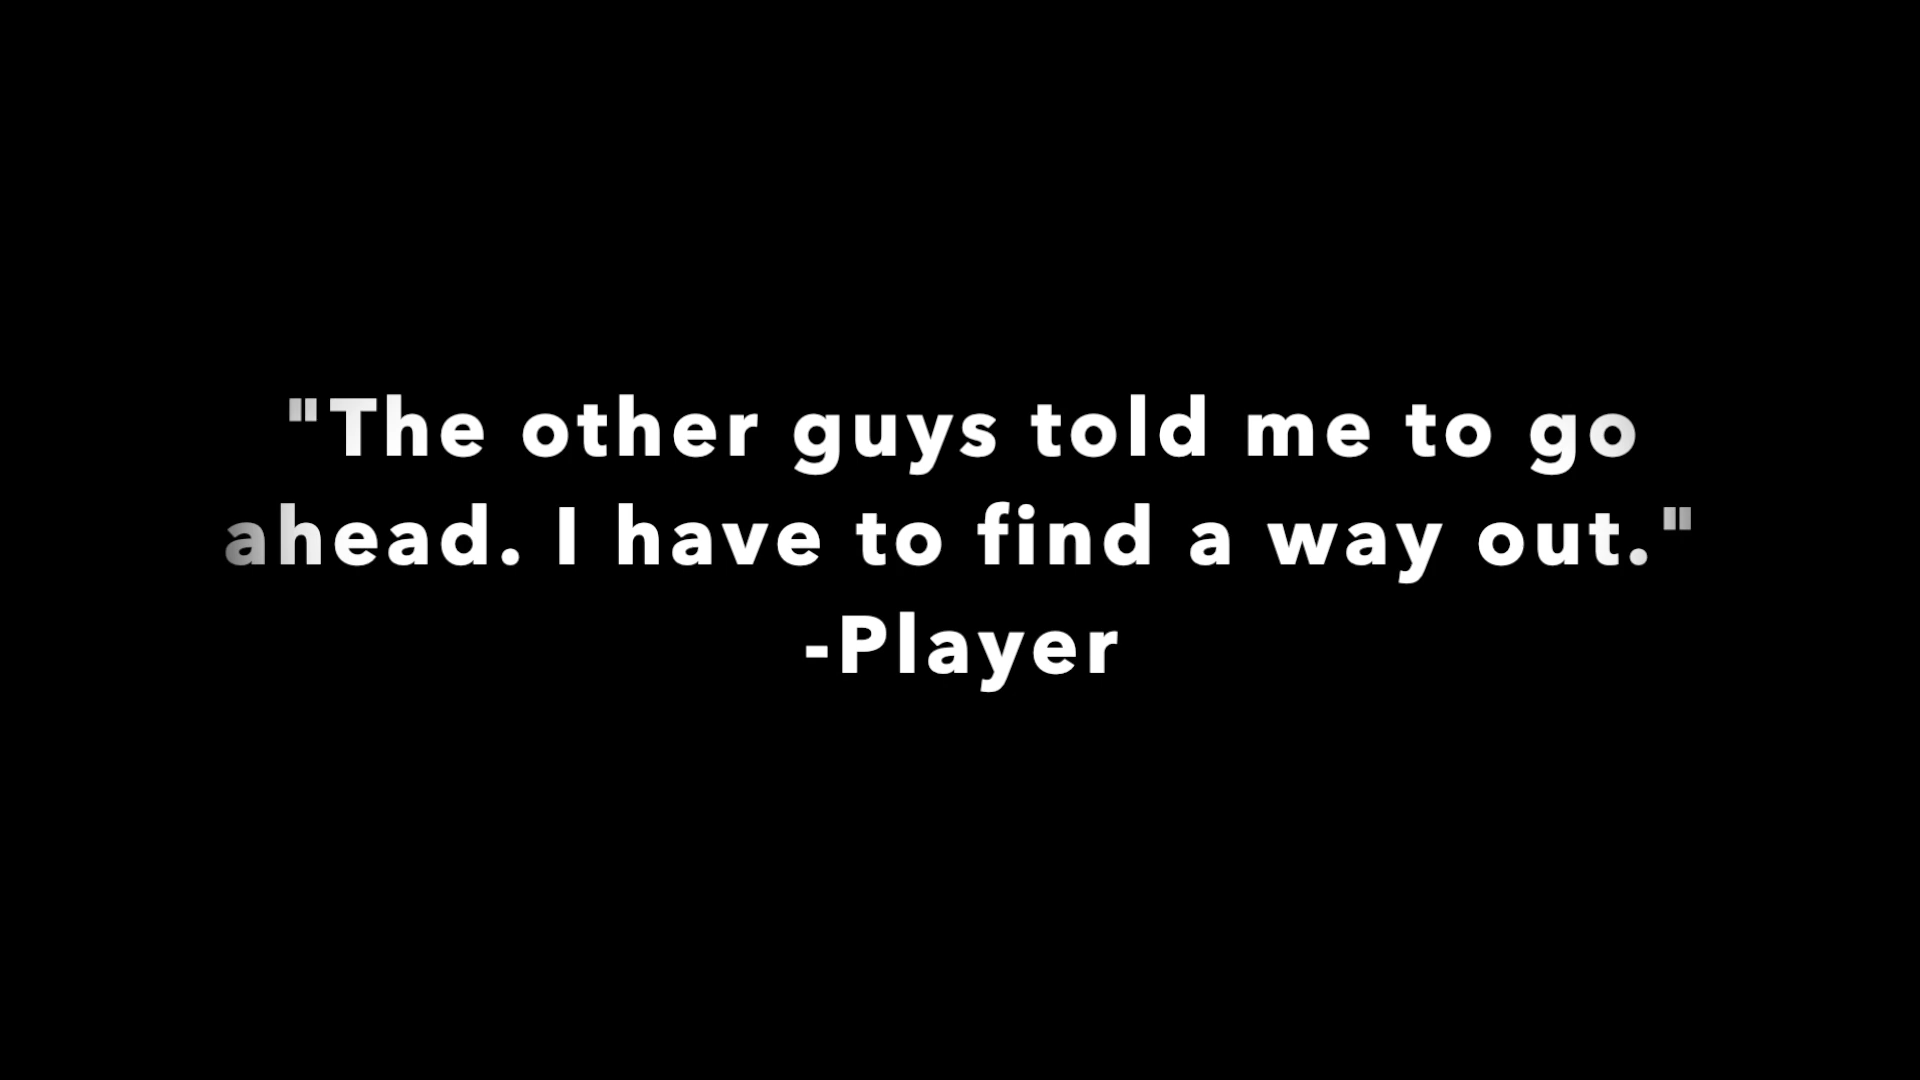 "The other guys told me to go
ahead. I have to find a way out."
-Player